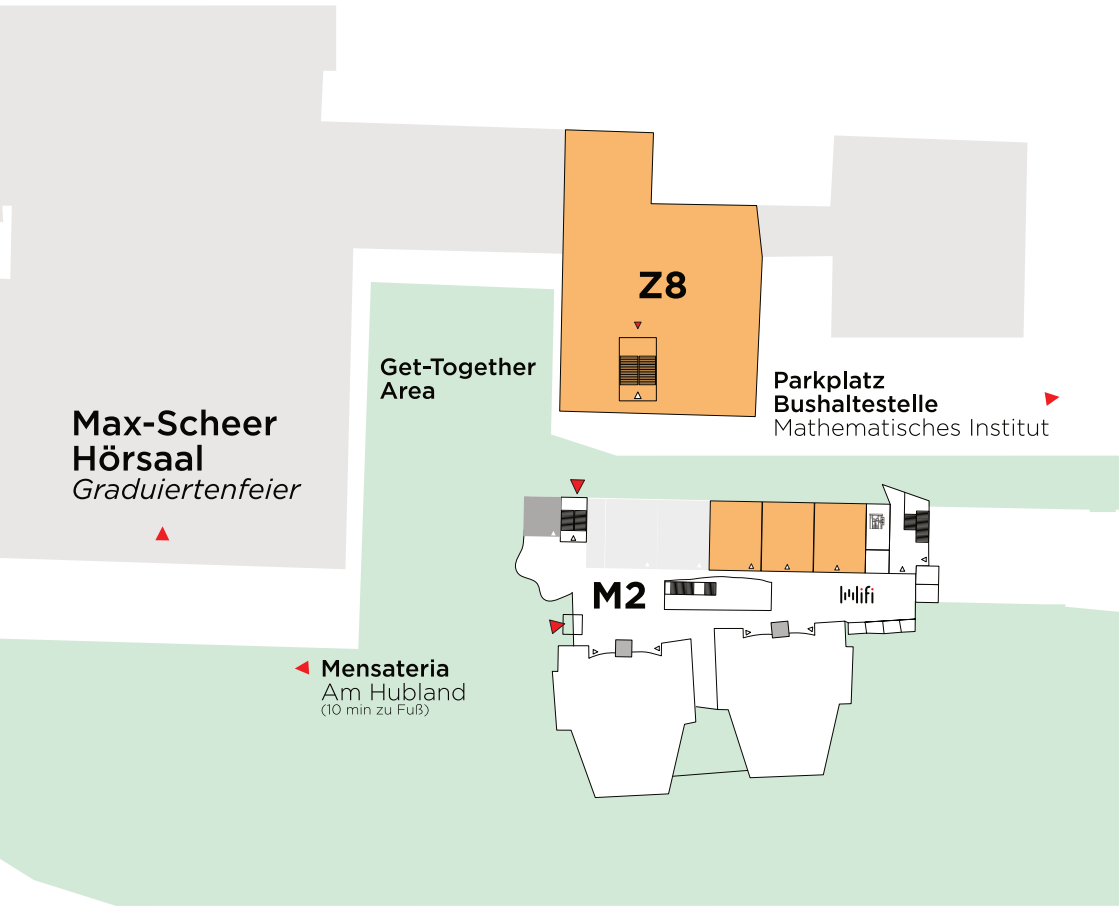 Z8
Get-Together
Area
Parkplatz
Bushaltestelle
Mathematisches Institut
Max-Scheer
Hörsaal
Graduiertenfeier
M2
ifi
Mensateria
Am Hubland
(10 min zu Fuß)